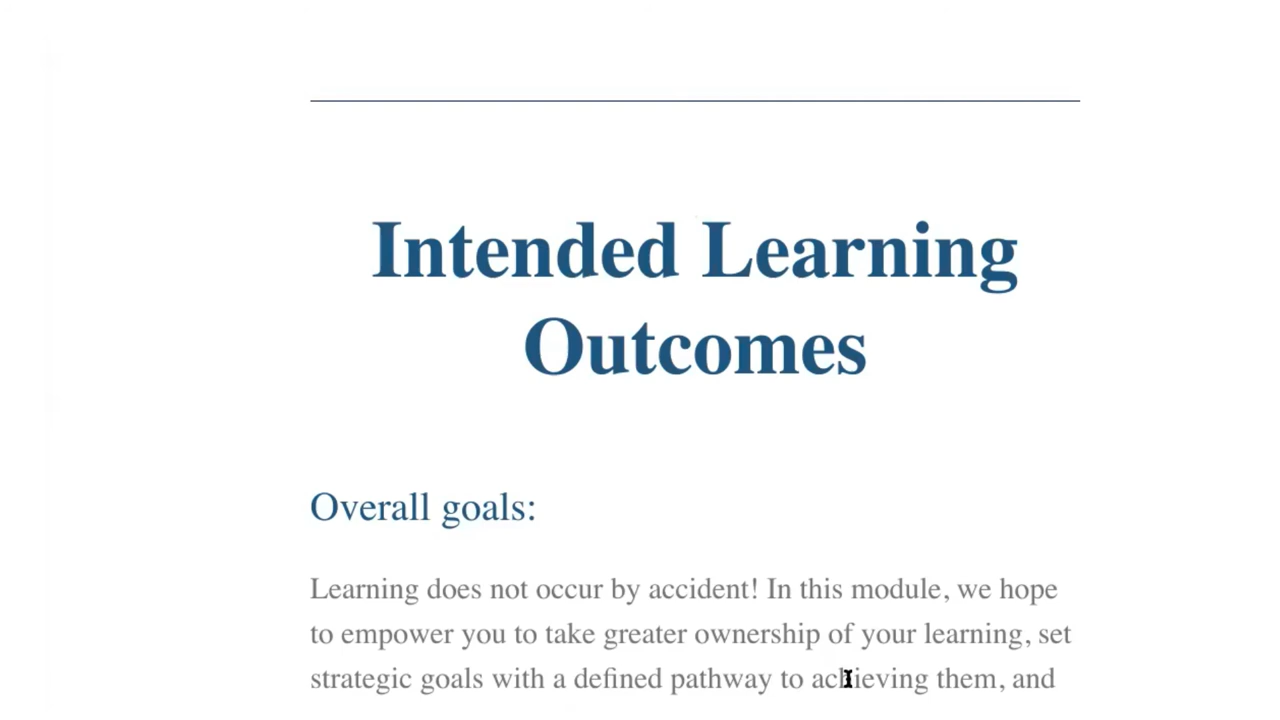 Intended Learning
Outcomes
Overall goals:
Learning does not occur by accident! In this module, we hope
to empower you to take greater ownership of your learning, set
strategic goals with a defined pathway to achieving them, and